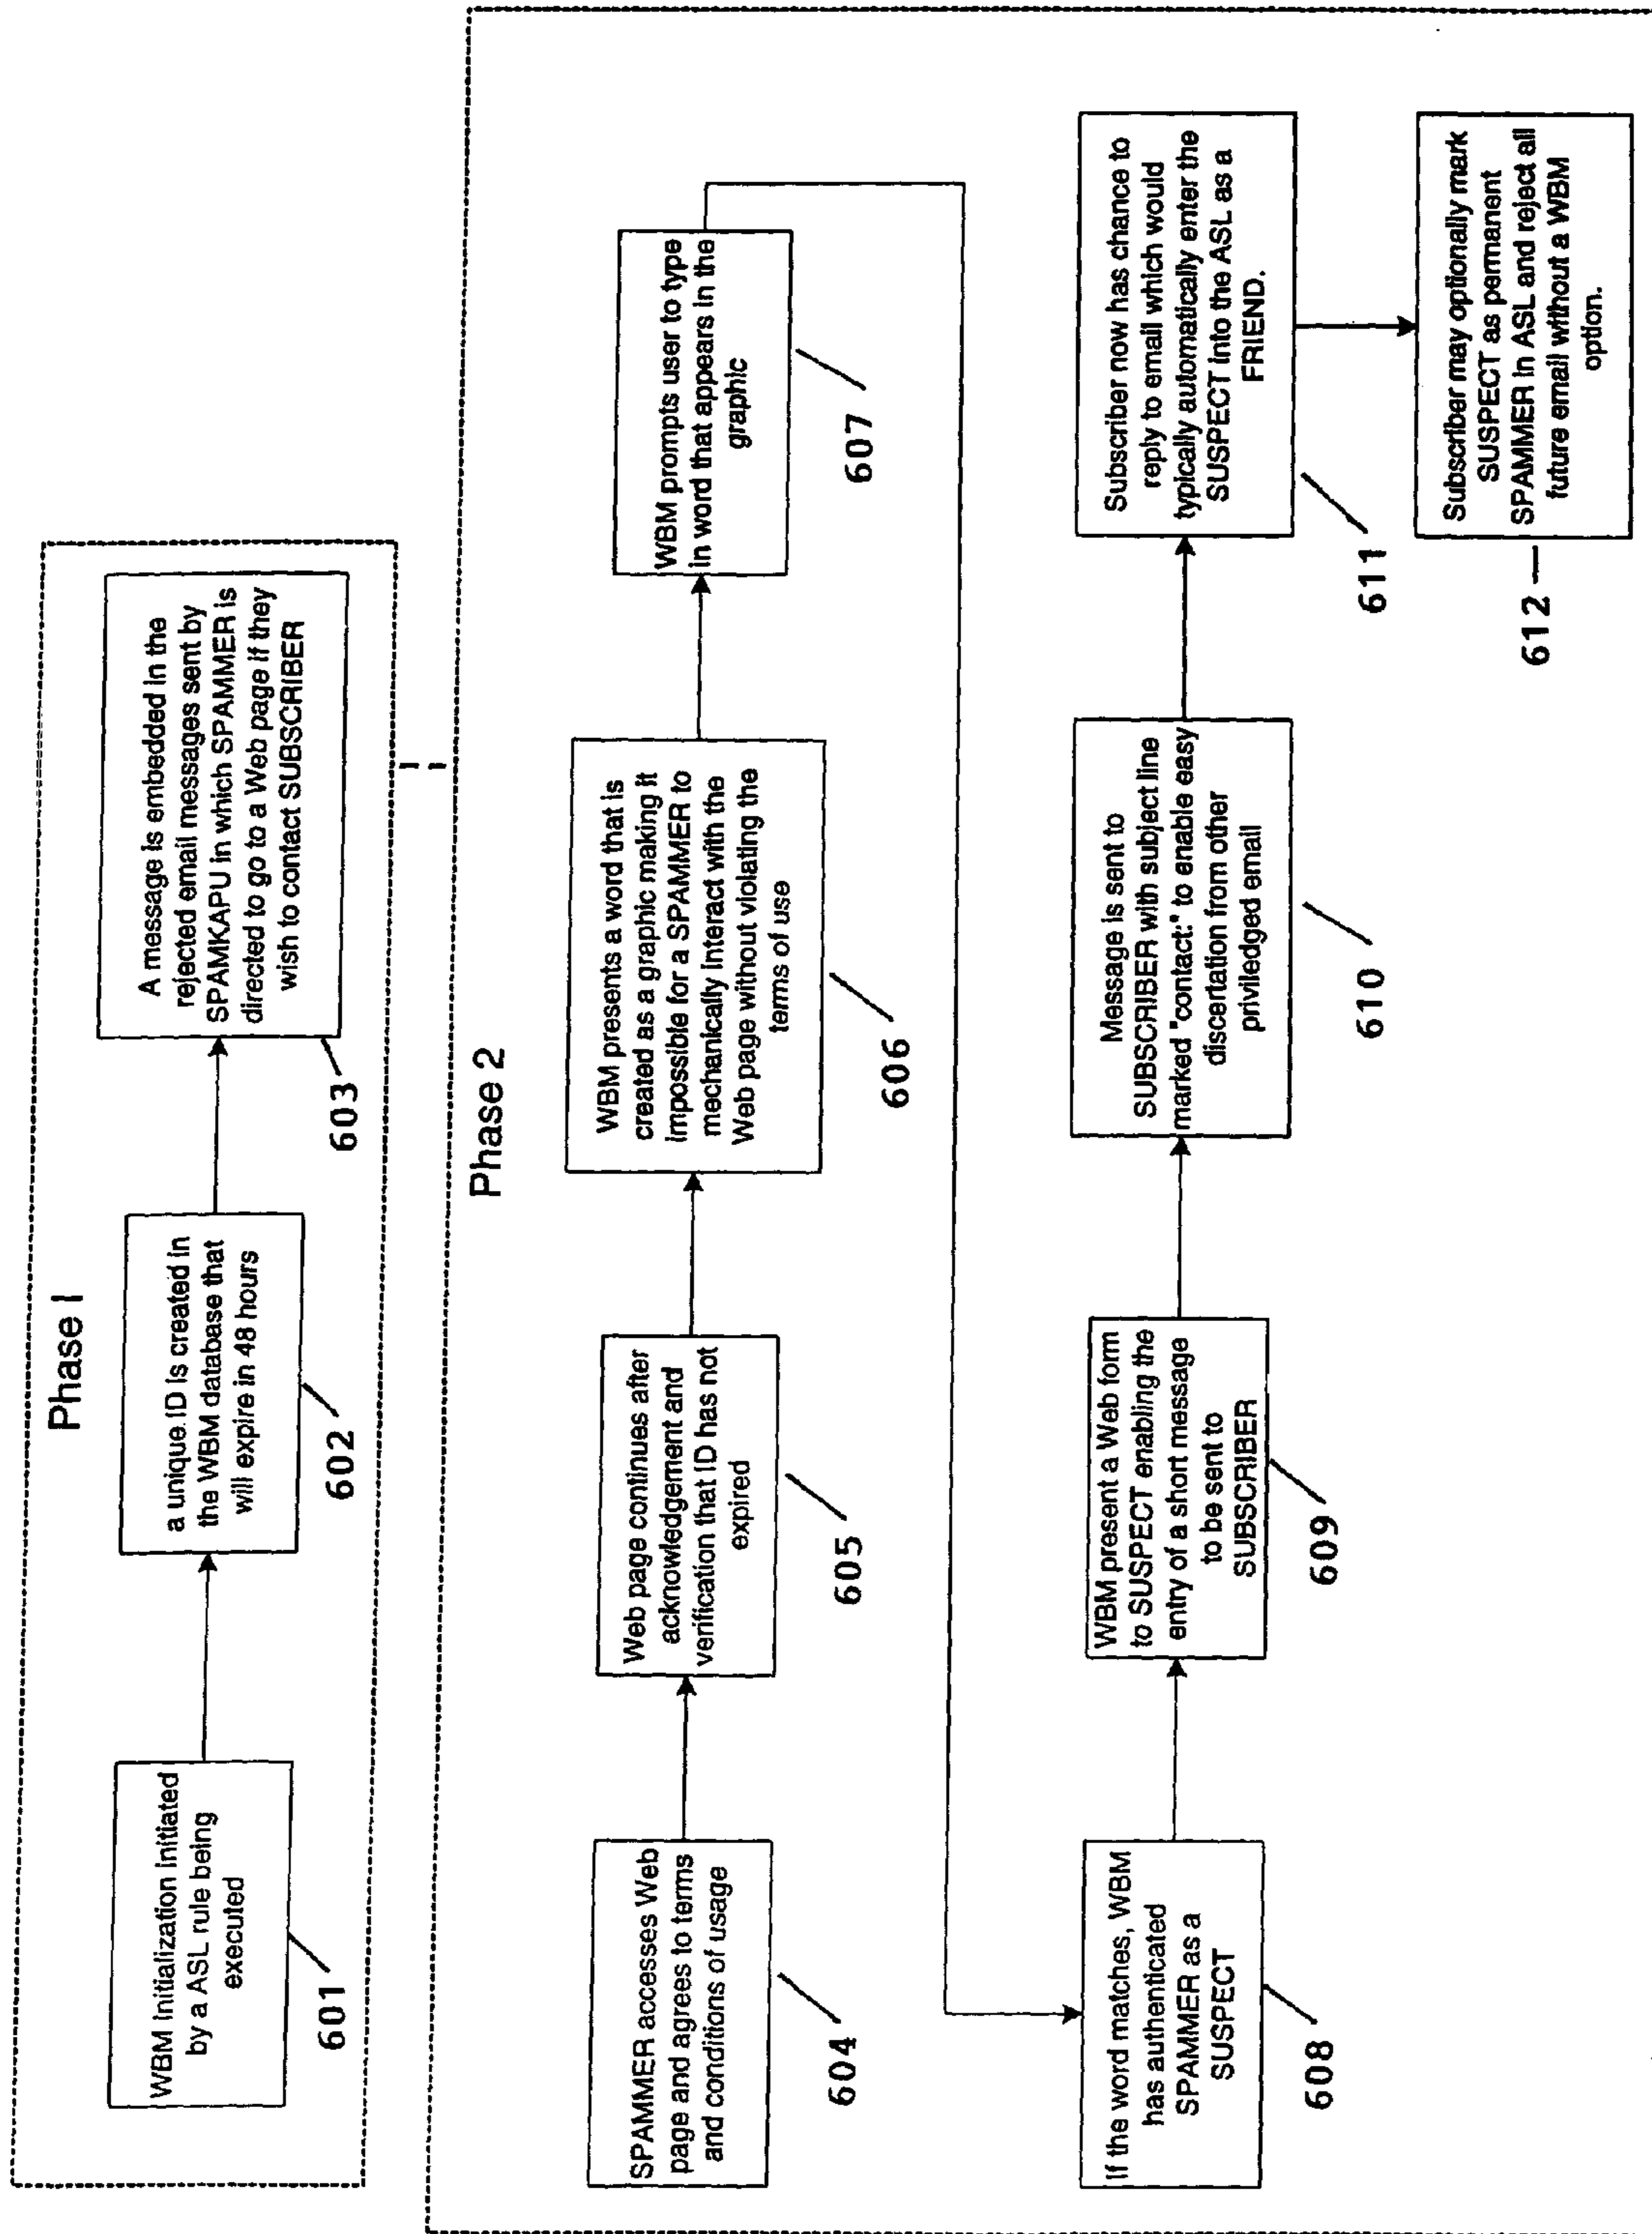 Phase I
WBM Initialization initiated
by a ASL rule being
executed
601
a unique ID is created in
the WBM database that
will expire in 48 hours
602
A message is embedded in the
rejected email messages sent by
SPAMKAPU in which SPAMMER is
directed to go to a Web page if they
wish to contact SUBSCRIBER
603
Phase 2
SPAMMER accesses Web
page and agrees to terms
and conditions of usage
604
Web page continues after
acknowledgement and
verification that ID has not
expired
605
WBM presents a word that is
created as a graphic making it
impossible for a SPAMMER to
mechanically interact with the
Web page without violating the
terms of use
606
WBM prompts user to type
in word that appears in the
graphic
607
If the word matches, WBM
has authenticated
SPAMMER as a
SUSPECT
608
WBM present a Web form
to SUSPECT enabling the
entry of a short message
to be sent to
SUBSCRIBER
609
Message is sent to
SUBSCRIBER with subject line
marked "contact:" to enable easy
discertation from other
priviledged email
610
Subscriber now has chance to
reply to email which would
typically automatically enter the
SUSPECT into the ASL as a
FRIEND.
611
Subscriber may optionally mark
SUSPECT as permanent
SPAMMER in ASL and reject all
future email without a WBM
option.
612